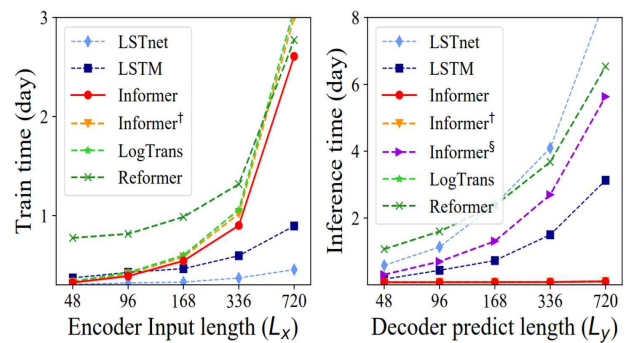 Train time (day)
3
2
1
LSTnet
LSTM
Informer
Informer†
LogTrans
Reformer
48 96 168 336 720
Encoder Input length (Lx)
Inference time (day)
8
6
4
2
LSTnet
LSTM
Informer
Informer†
Informer§
LogTrans
Reformer
48 96 168 336 720
Decoder predict length (Ly)